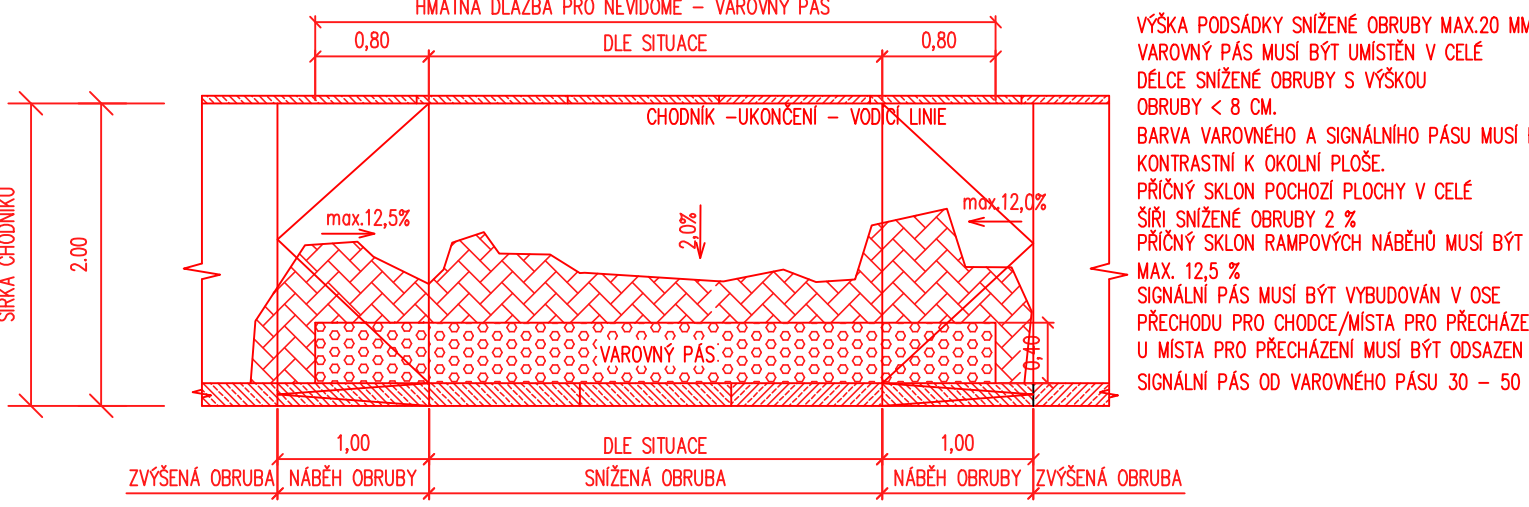 HMATNÁ DLAŽBA PRO NEVIDOMÉ – VAROVNÝ PÁS
0,80
DLE SITUACE
0,80
CHODNÍK –UKONČENÍ – VODÍCÍ LINIE
ŠÍŘKA CHODNÍKU
2.00
max.12,5%
2,0%
max.12,0%
VAROVNÝ PÁS
0,40
1,00
DLE SITUACE
1,00
ZVÝŠENÁ OBRUBA
NÁBĚH OBRUBY
SNÍŽENÁ OBRUBA
NÁBĚH OBRUBY
ZVÝŠENÁ OBRUBA
VÝŠKA PODSÁDKY SNÍŽENÉ OBRUBY MAX.20 MM
VAROVNÝ PÁS MUSÍ BÝT UMÍSTĚN V CELÉ
DÉLCE SNÍŽENÉ OBRUBY S VÝŠKOU
OBRUBY < 8 CM.
BARVA VAROVNÉHO A SIGNÁLNÍHO PÁSU MUSÍ
KONTRASTNÍ K OKOLNÍ PLOŠE.
PŘÍČNÝ SKLON POCHOZÍ PLOCHY V CELÉ
ŠÍŘI SNÍŽENÉ OBRUBY 2 %
PŘÍČNÝ SKLON RAMPOVÝCH NÁBĚHŮ MUSÍ BÝT
MAX. 12,5 %
SIGNÁLNÍ PÁS MUSÍ BÝT VYBUDOVÁN V OSE
PŘECHODU PRO CHODCE/MÍSTA PRO PŘECHÁZE
U MÍSTA PRO PŘECHÁZENÍ MUSÍ BÝT ODSAZEN
SIGNÁLNÍ PÁS OD VAROVNÉHO PÁSU 30 – 50